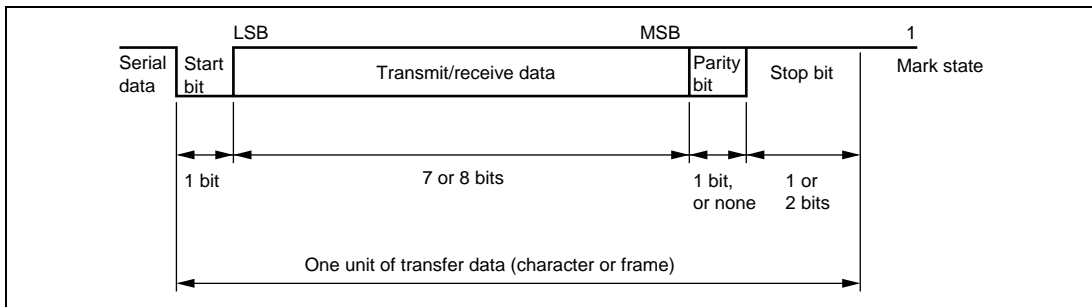 LSB MSB 1
Serial data
Start bit
Transmit/receive data
Parity bit
Stop bit
Mark state
1 bit
7 or 8 bits
1 bit, or none
1 or 2 bits
One unit of transfer data (character or frame)